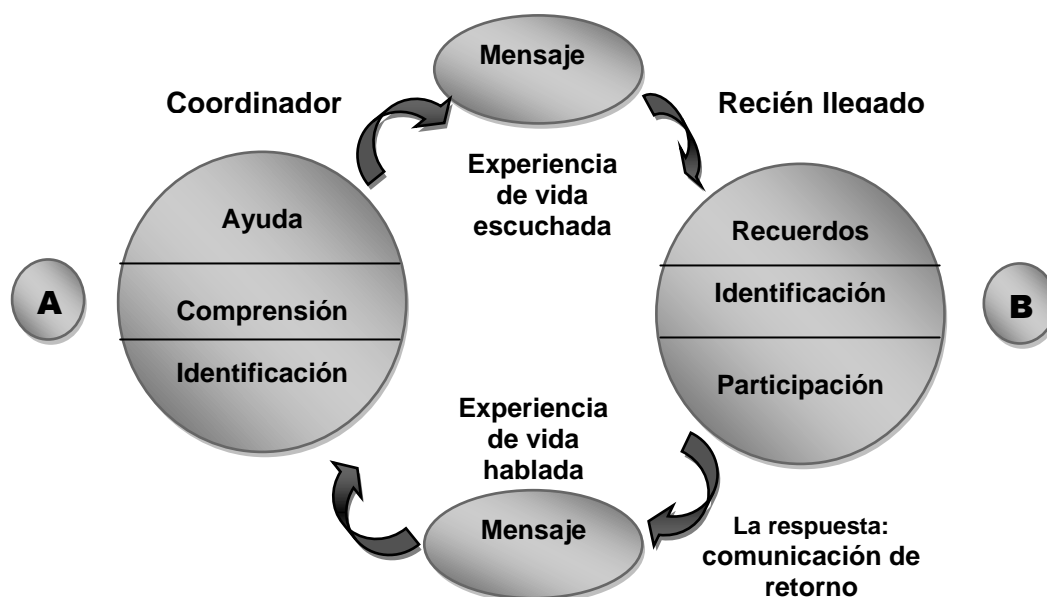 Mensaje
Coordinador
Recién llegado
Experiencia
de vida
escuchada
Ayuda
Comprensión
Identificación
A
Recuerdos
Identificación
Participación
B
Experiencia
de vida
hablada
Mensaje
La respuesta:
comunicación de
retorno